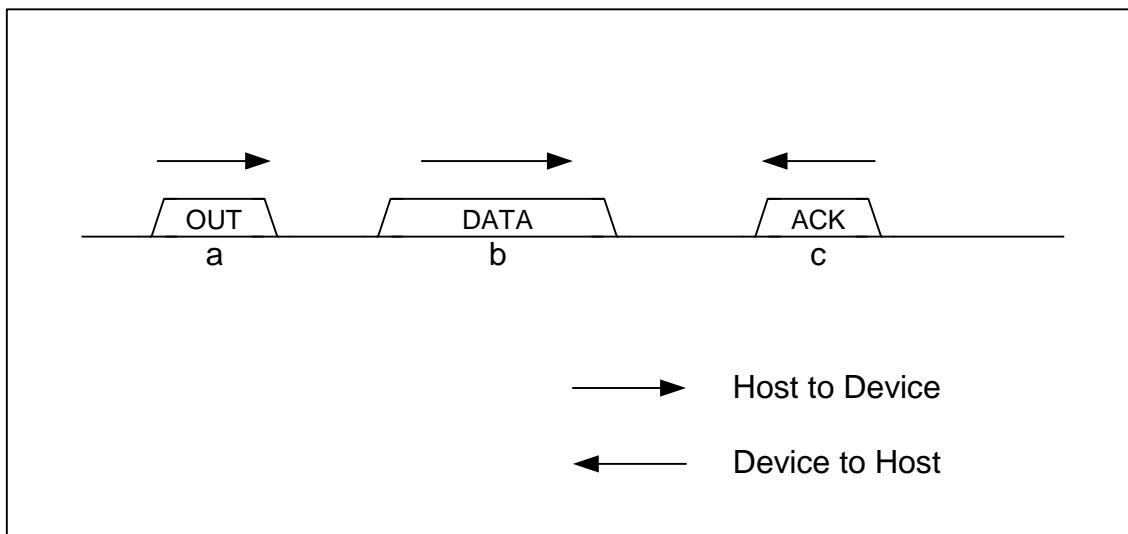 OUT DATA ACK
a b c
Host to Device
Device to Host